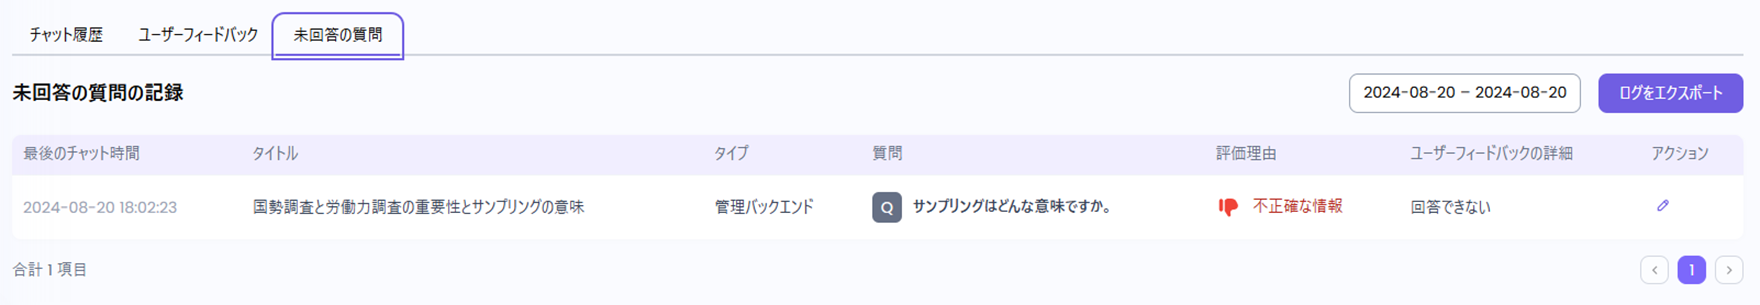 チャット履歴 ユーザーフィードバック 未回答の質問
未回答の質問の記録 2024-08-20 – 2024-08-20 ログをエクスポート
最後のチャット時間 タイトル タイプ 質問 評価理由 ユーザーフィードバックの詳細 アクション
2024-08-20 18:02:23 国勢調査と労働力調査の重要性とサンプリングの意味 管理バックエンド Q サンプリングはどんな意味ですか。 不正確な情報 回答できない
合計 1 項目 < 1 >